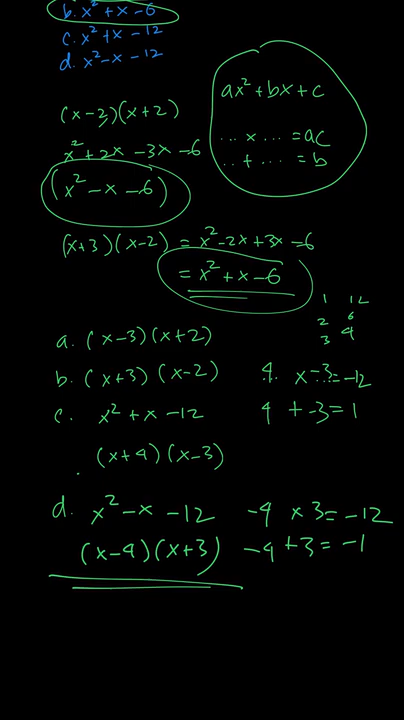 b. x² + x - 6
c. x² + x - 12
d. x² - x - 12
ax² + bx + c
... x ... = ac
.. + ... = b
(x - 2)(x + 2)
x² + 2x - 3x - 6
(x² - x - 6)
(x+3)(x-2) = x² - 2x + 3x - 6
= x² + x - 6
1 12
2 6
3 4
a. (x-3)(x+2)
b. (x+3)(x-2)
4 x -3 = -12
c. x² + x - 12
4 + -3 = 1
(x+4)(x-3)
d. x² - x - 12
-4 x 3 = -12
(x-4)(x+3)
-4 + 3 = -1